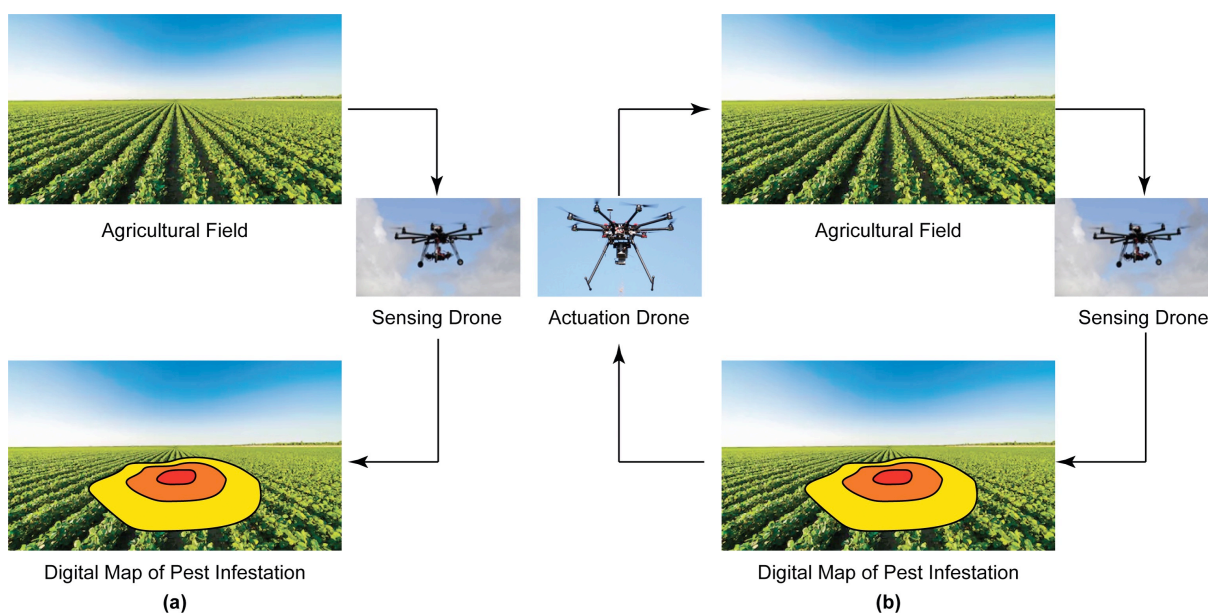 Agricultural Field
Sensing Drone
Digital Map of Pest Infestation
(a)
Agricultural Field
Actuation Drone
Sensing Drone
Digital Map of Pest Infestation
(b)